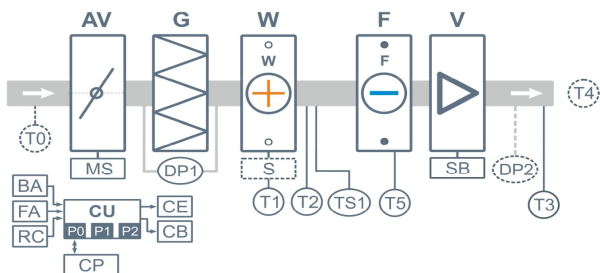 AV G W F V
W F
T4
T0
MS DP1 S SB DP2
T1 T2 TS1 T5 T3
BA
FA
RC
CU
P0 P1 P2
CE
CB
CP